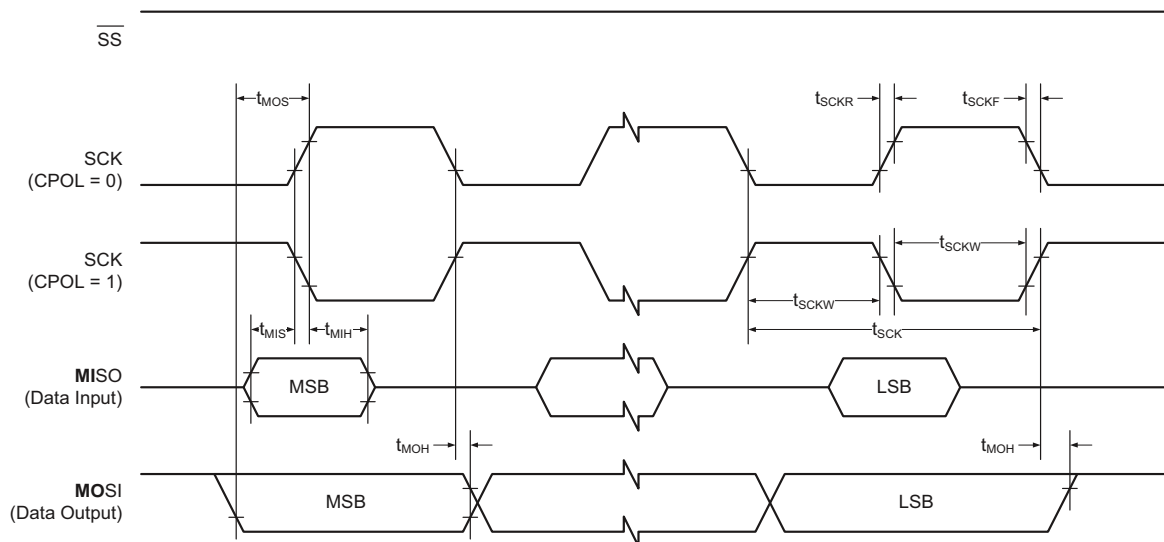 SS
tMOS
tSCKR
tSCKF
SCK
(CPOL = 0)
SCK
(CPOL = 1)
tSCKW
tSCKW
tSCK
tMIS
tMIH
MISO
(Data Input)
MSB
LSB
tMOH
tMOH
MOSI
(Data Output)
MSB
LSB